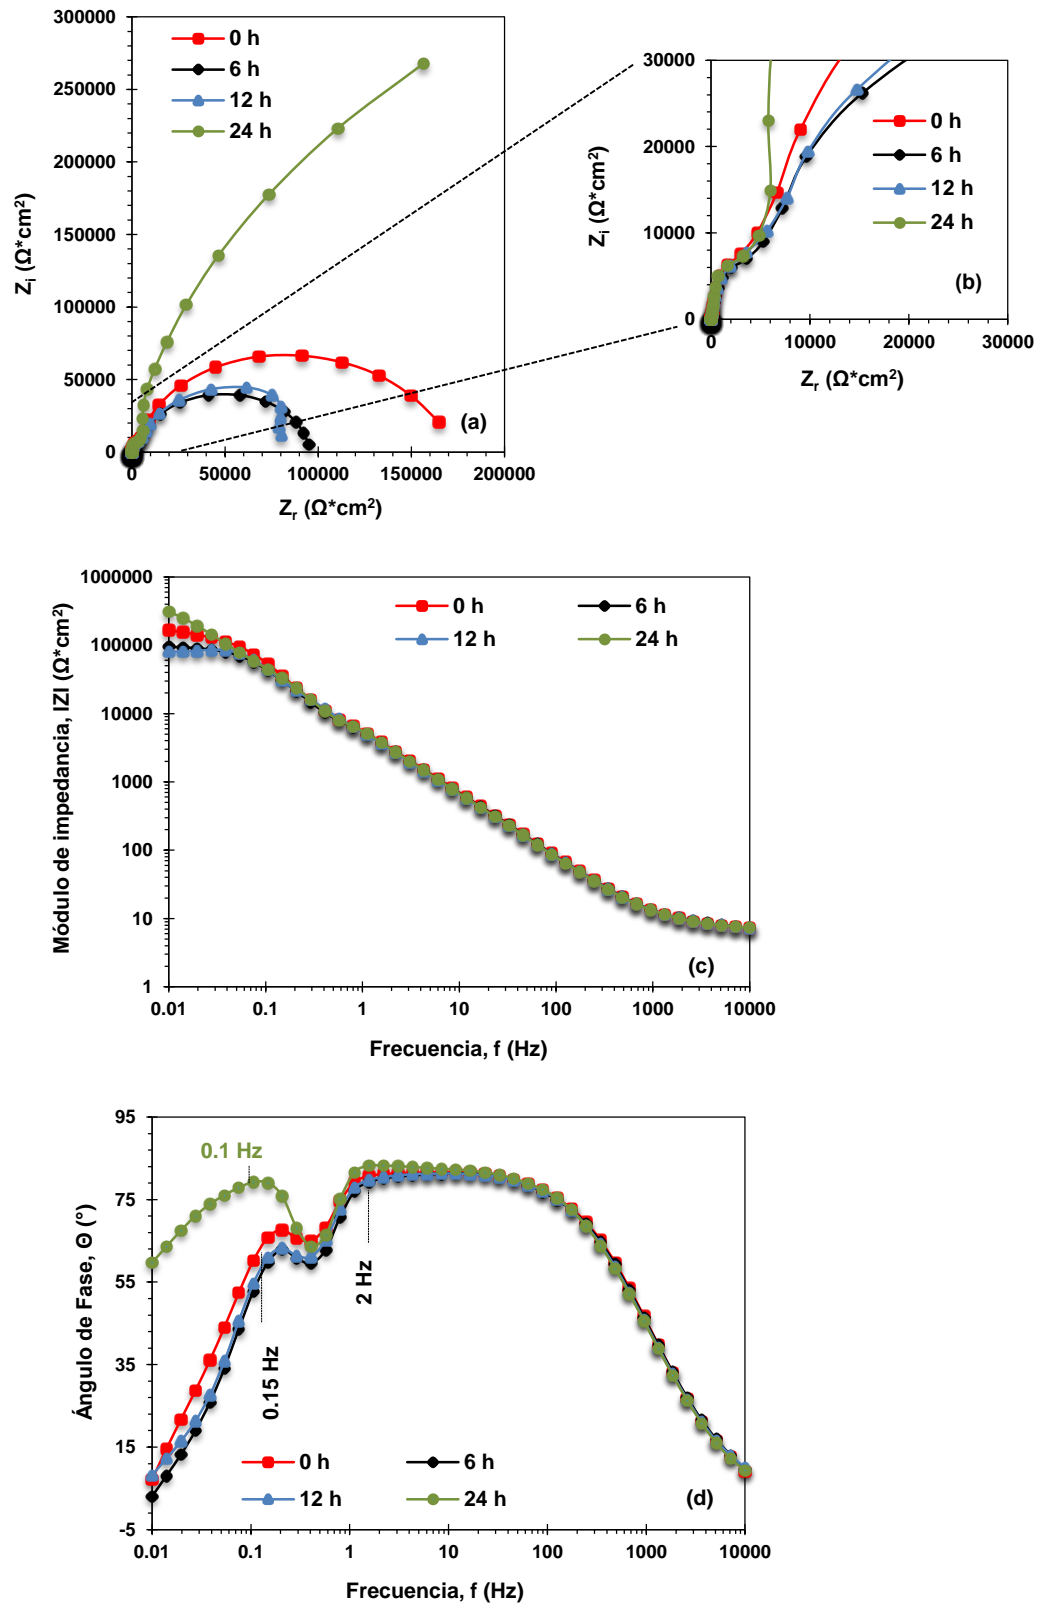 300000
250000
200000
150000
100000
50000
0
Zi (Ω*cm²)
0 h
6 h
12 h
24 h
(a)
0 50000 100000 150000 200000
Zr (Ω*cm²)
30000
20000
10000
0
Zi (Ω*cm²)
0 h
6 h
12 h
24 h
(b)
0 10000 20000 30000
Zr (Ω*cm²)
1000000
100000
10000
1000
100
10
1
Módulo de impedancia, IZI (Ω*cm²)
0 h 6 h
12 h 24 h
(c)
0.01 0.1 1 10 100 1000 10000
Frecuencia, f (Hz)
95
75
55
35
15
-5
Ángulo de Fase, Θ (°)
0.1 Hz
0.15 Hz
2 Hz
0 h 6 h
12 h 24 h
(d)
0.01 0.1 1 10 100 1000 10000
Frecuencia, f (Hz)